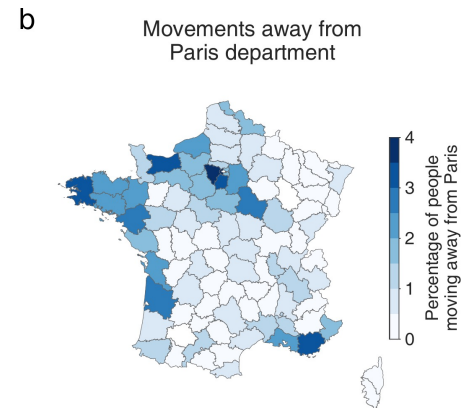 b
Movements away from
Paris department
4
3
2
1
0
Percentage of people
moving away from Paris